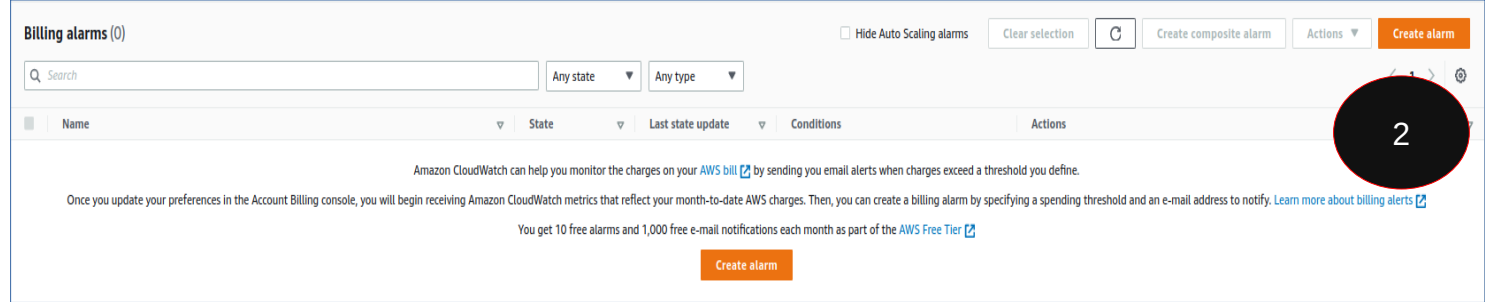 Billing alarms (0)
Hide Auto Scaling alarms
Clear selection
Create composite alarm
Actions
Create alarm
Search
Any state
Any type
1
Name
State
Last state update
Conditions
Actions
2
Amazon CloudWatch can help you monitor the charges on your AWS bill by sending you email alerts when charges exceed a threshold you define.
Once you update your preferences in the Account Billing console, you will begin receiving Amazon CloudWatch metrics that reflect your month-to-date AWS charges. Then, you can create a billing alarm by specifying a spending threshold and an e-mail address to notify. Learn more about billing alerts
You get 10 free alarms and 1,000 free e-mail notifications each month as part of the AWS Free Tier
Create alarm